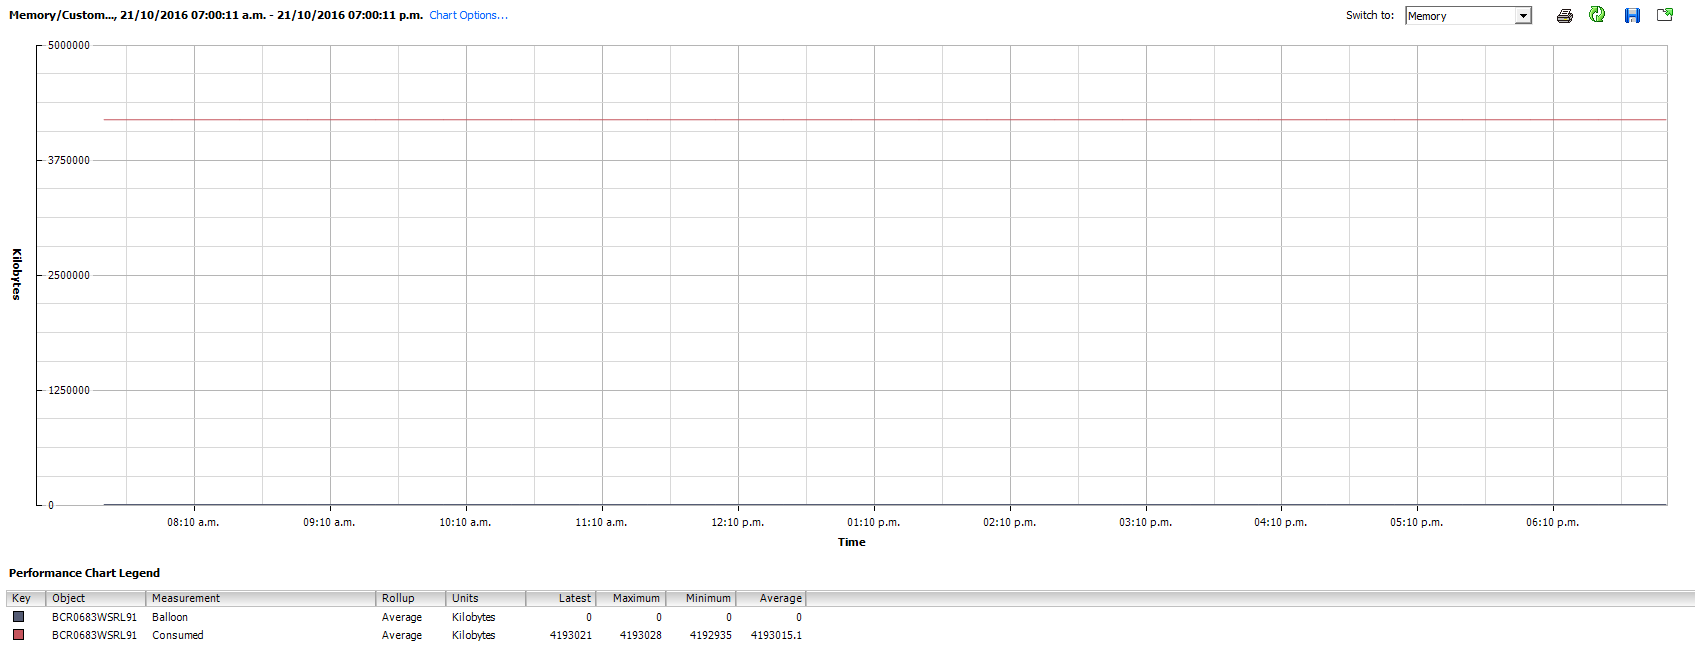 Memory/Custom..., 21/10/2016 07:00:11 a.m. - 21/10/2016 07:00:11 p.m. Chart Options... Switch to: Memory
5000000
3750000
Kilobytes
2500000
1250000
0
08:10 a.m. 09:10 a.m. 10:10 a.m. 11:10 a.m. 12:10 p.m. 01:10 p.m. 02:10 p.m. 03:10 p.m. 04:10 p.m. 05:10 p.m. 06:10 p.m.
Time
Performance Chart Legend
Key Object Measurement Rollup Units Latest Maximum Minimum Average
BCR0683WSRL91 Balloon Average Kilobytes 0 0 0 0
BCR0683WSRL91 Consumed Average Kilobytes 4193021 4193028 4192935 4193015.1